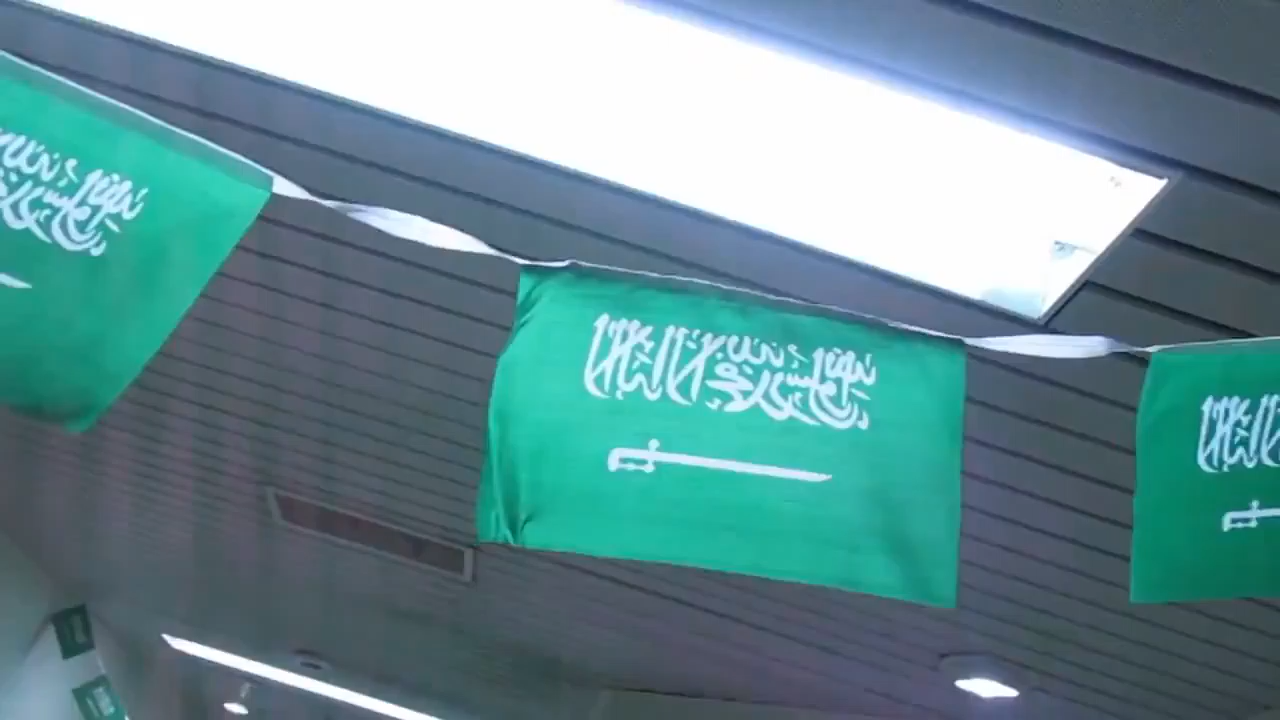 لا إله إلا الله محمد رسول الله